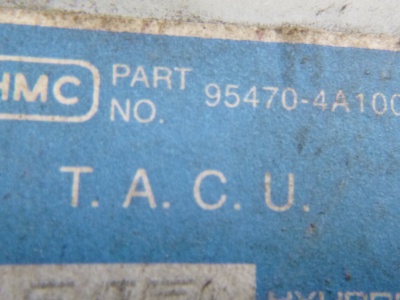 HMC PART NO. 95470-4A100
T. A. C. U.